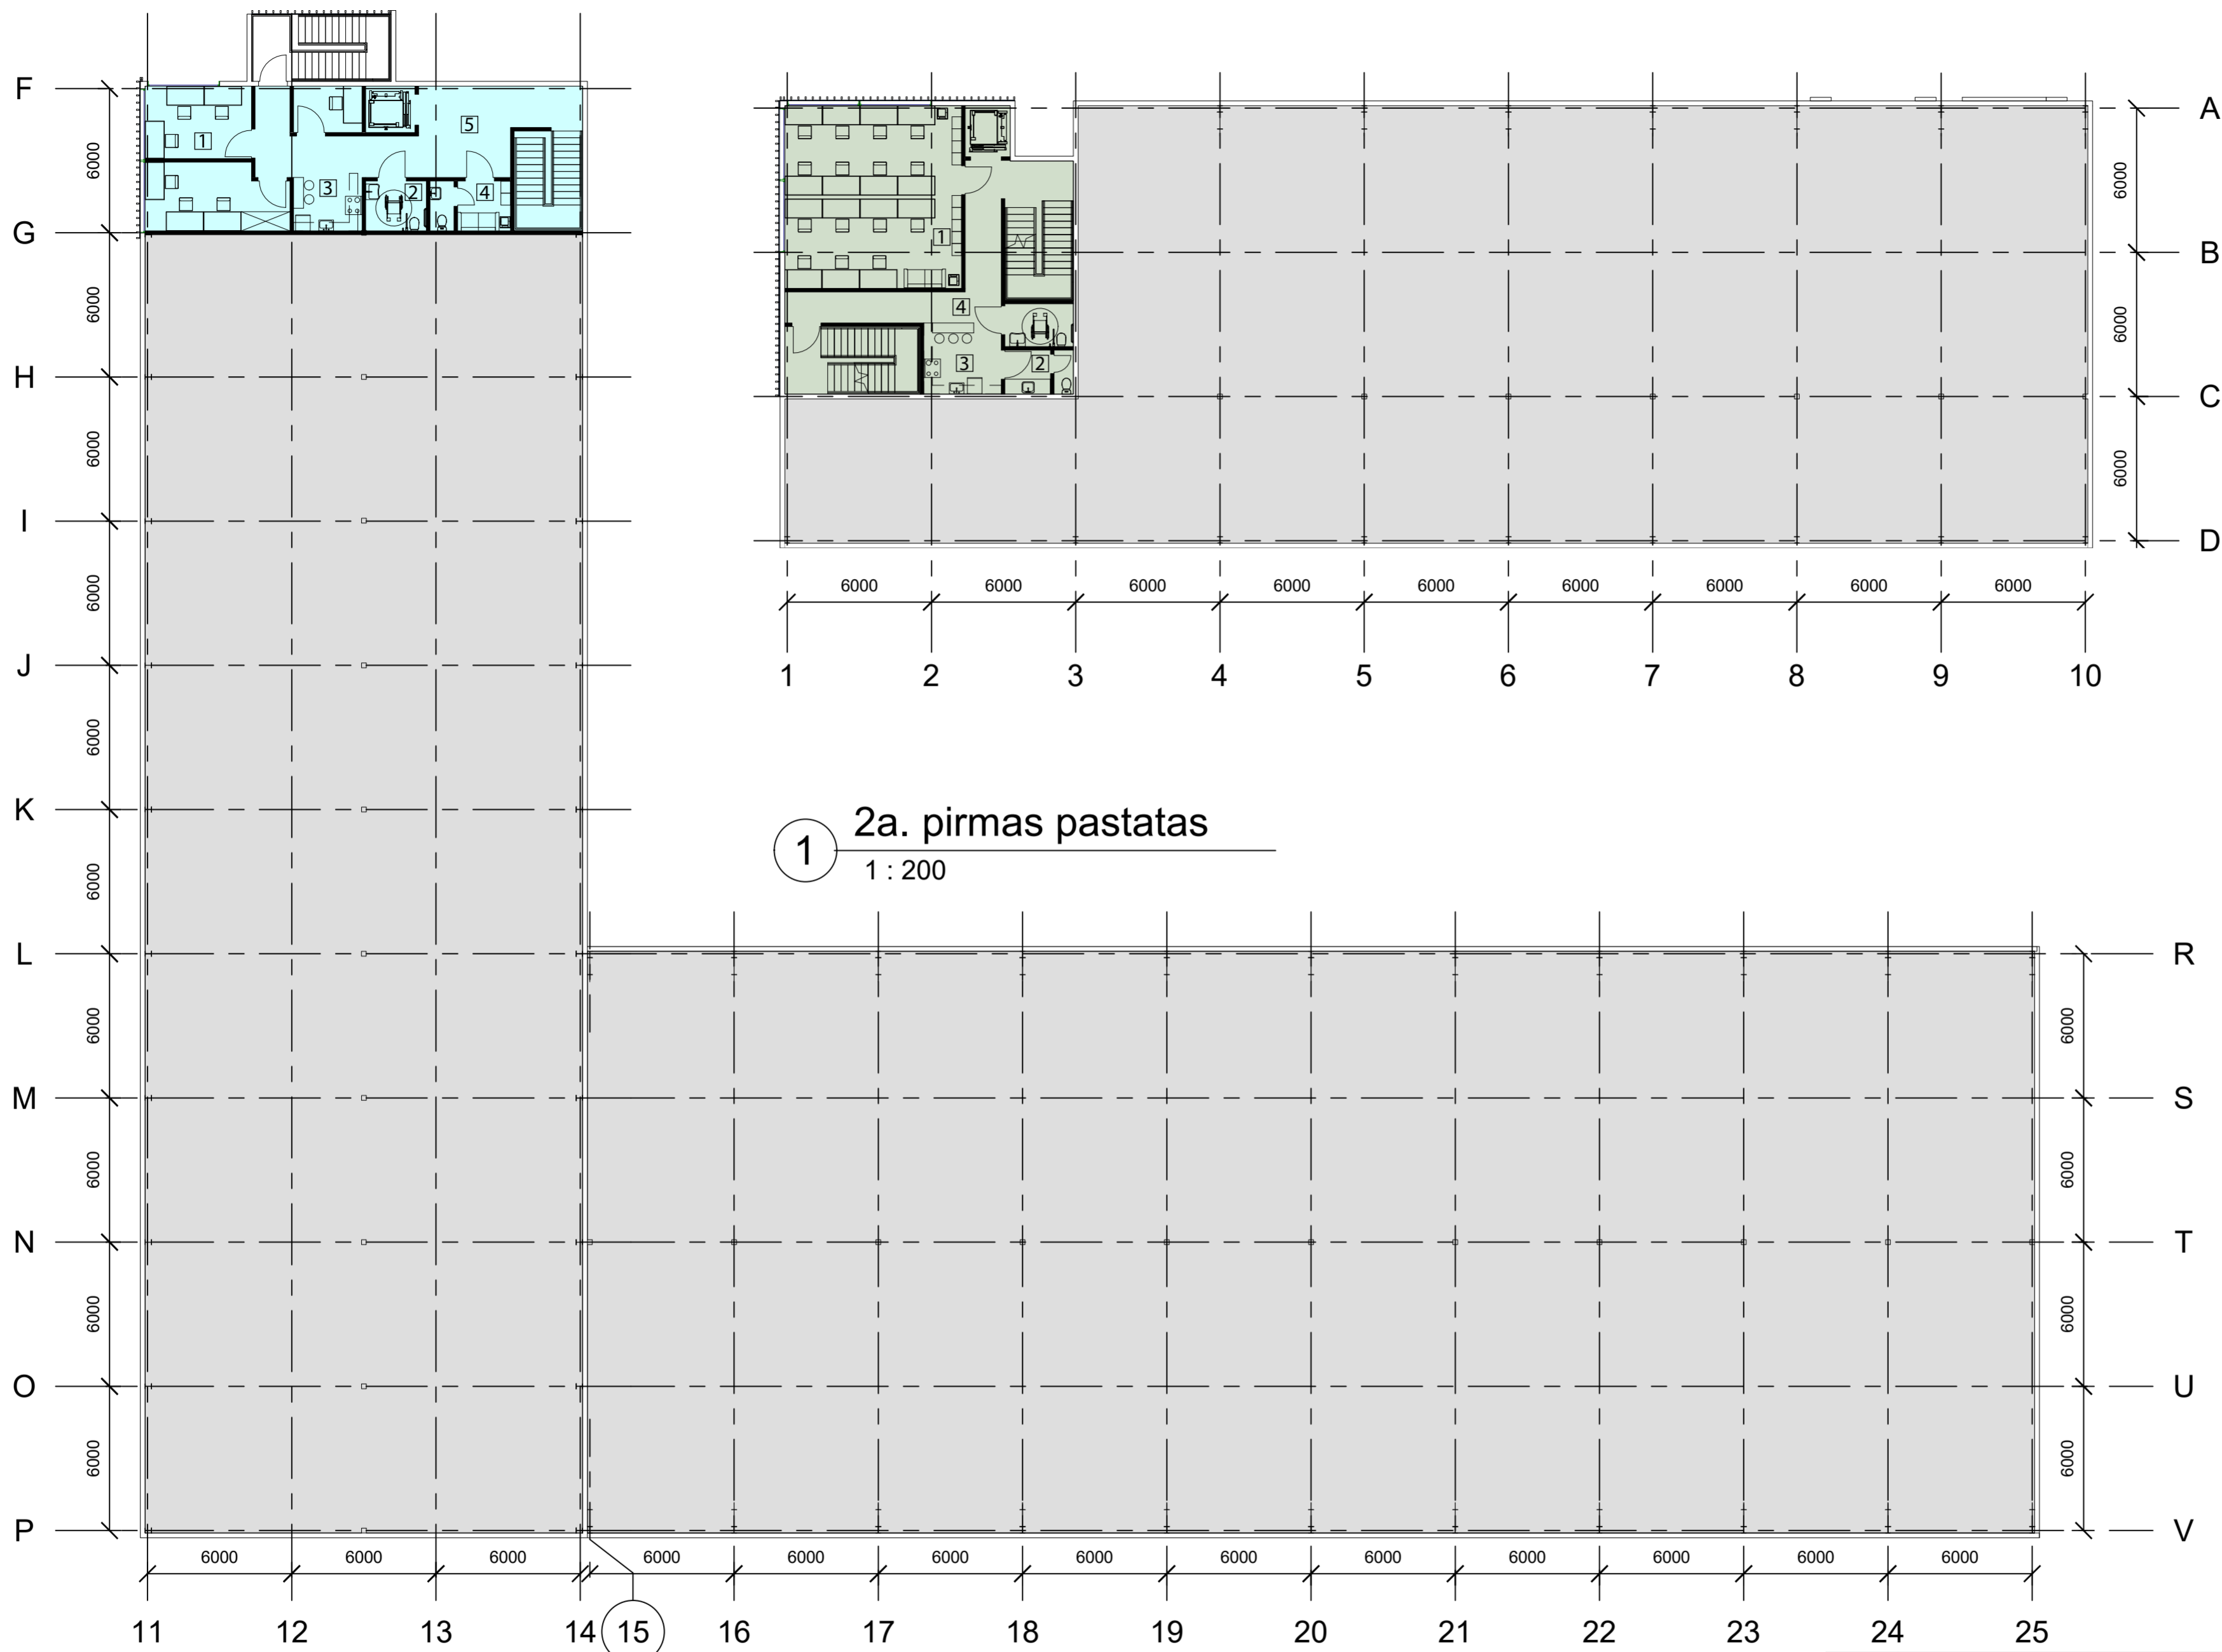 F
G
H
I
J
K
L
M
N
O
P
6000
6000
6000
6000
6000
6000
6000
6000
6000
6000
1
5
3
2
4
6000
6000
6000
11
12
13
14
1
4
3
2
A
B
C
D
6000
6000
6000
6000 6000 6000 6000 6000 6000 6000 6000 6000
1 2 3 4 5 6 7 8 9 10
1
2a. pirmas pastatas
1 : 200
R
S
T
U
V
6000
6000
6000
6000
6000 6000 6000 6000 6000 6000 6000 6000 6000 6000
15 16 17 18 19 20 21 22 23 24 25